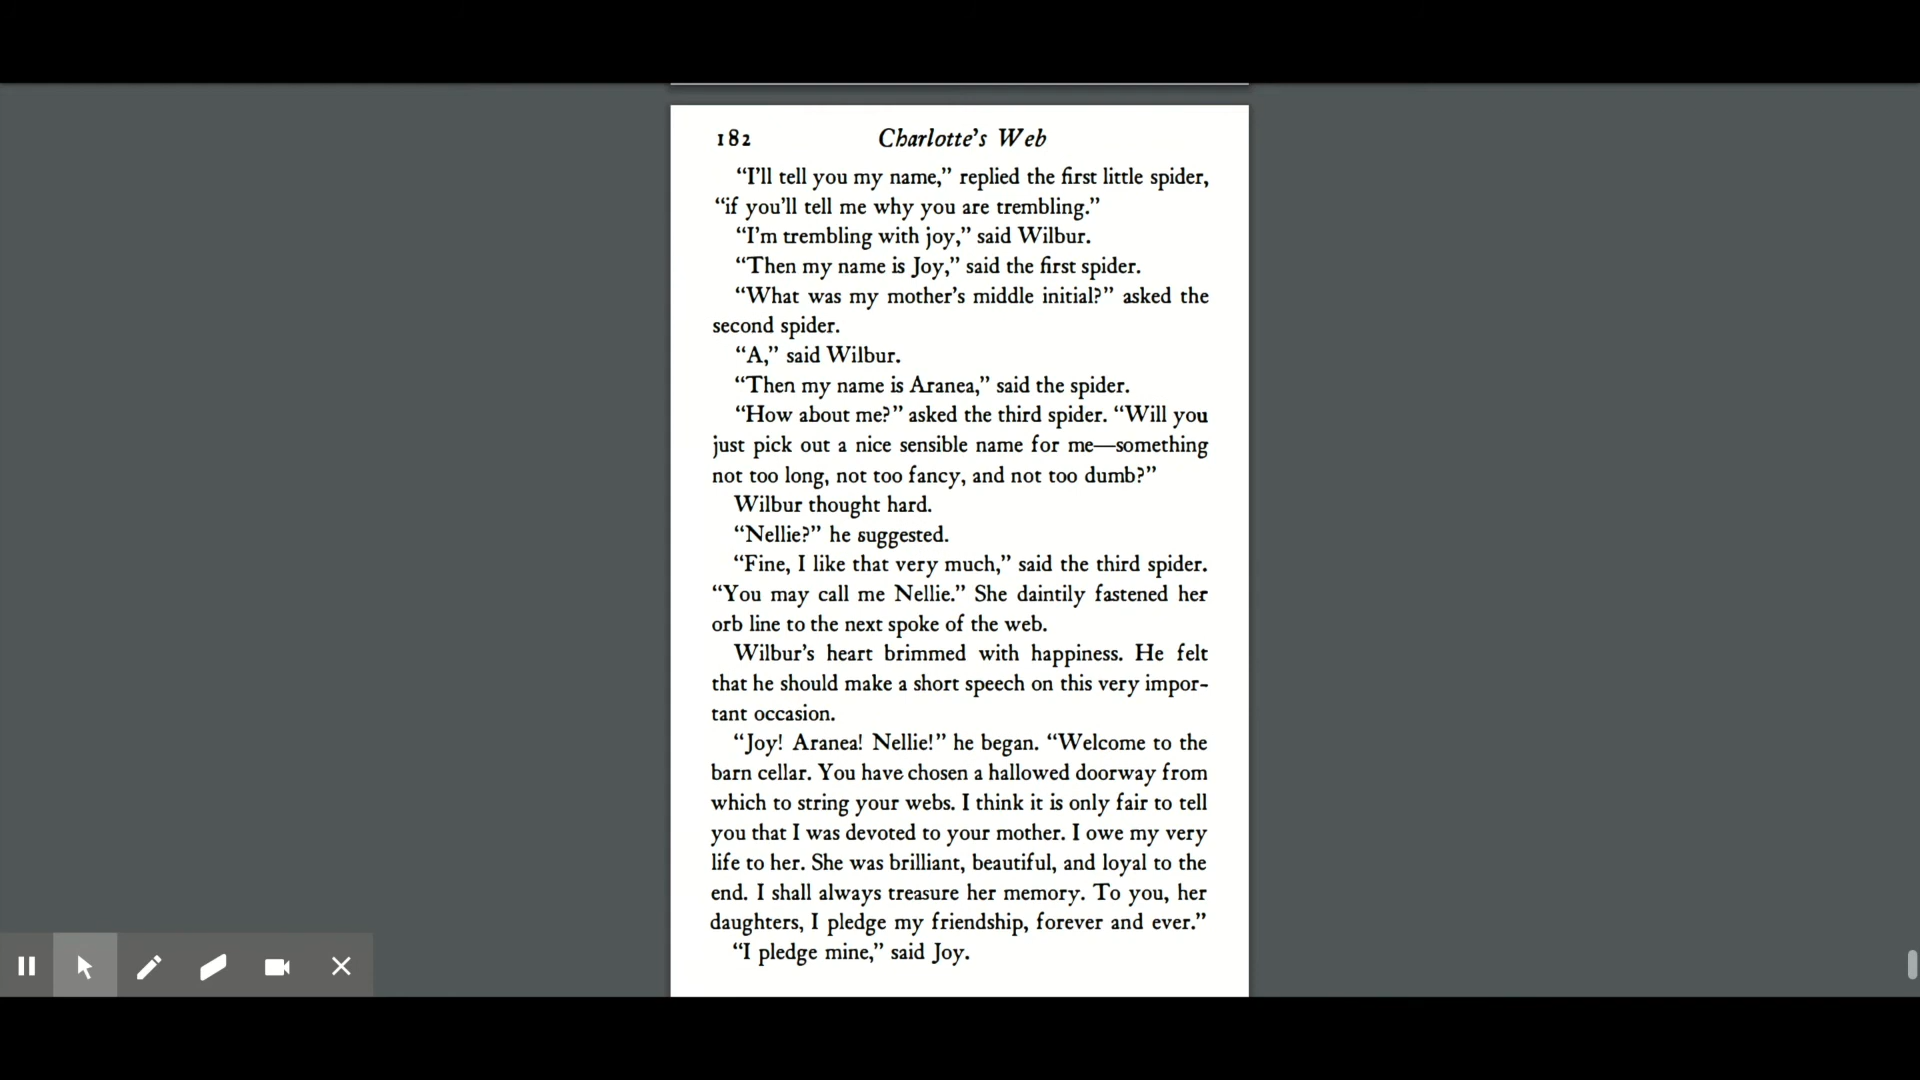 182 Charlotte's Web
“I'll tell you my name,” replied the first little spider,
“if you'll tell me why you are trembling.”
“I'm trembling with joy,” said Wilbur.
“Then my name is Joy,” said the first spider.
“What was my mother's middle initial?” asked the
second spider.
“A,” said Wilbur.
“Then my name is Aranea,” said the spider.
“How about me?” asked the third spider. “Will you
just pick out a nice sensible name for me—something
not too long, not too fancy, and not too dumb?”
Wilbur thought hard.
“Nellie?” he suggested.
“Fine, I like that very much,” said the third spider.
“You may call me Nellie.” She daintily fastened her
orb line to the next spoke of the web.
Wilbur's heart brimmed with happiness. He felt
that he should make a short speech on this very impor-
tant occasion.
“Joy! Aranea! Nellie!” he began. “Welcome to the
barn cellar. You have chosen a hallowed doorway from
which to string your webs. I think it is only fair to tell
you that I was devoted to your mother. I owe my very
life to her. She was brilliant, beautiful, and loyal to the
end. I shall always treasure her memory. To you, her
daughters, I pledge my friendship, forever and ever.”
“I pledge mine,” said Joy.